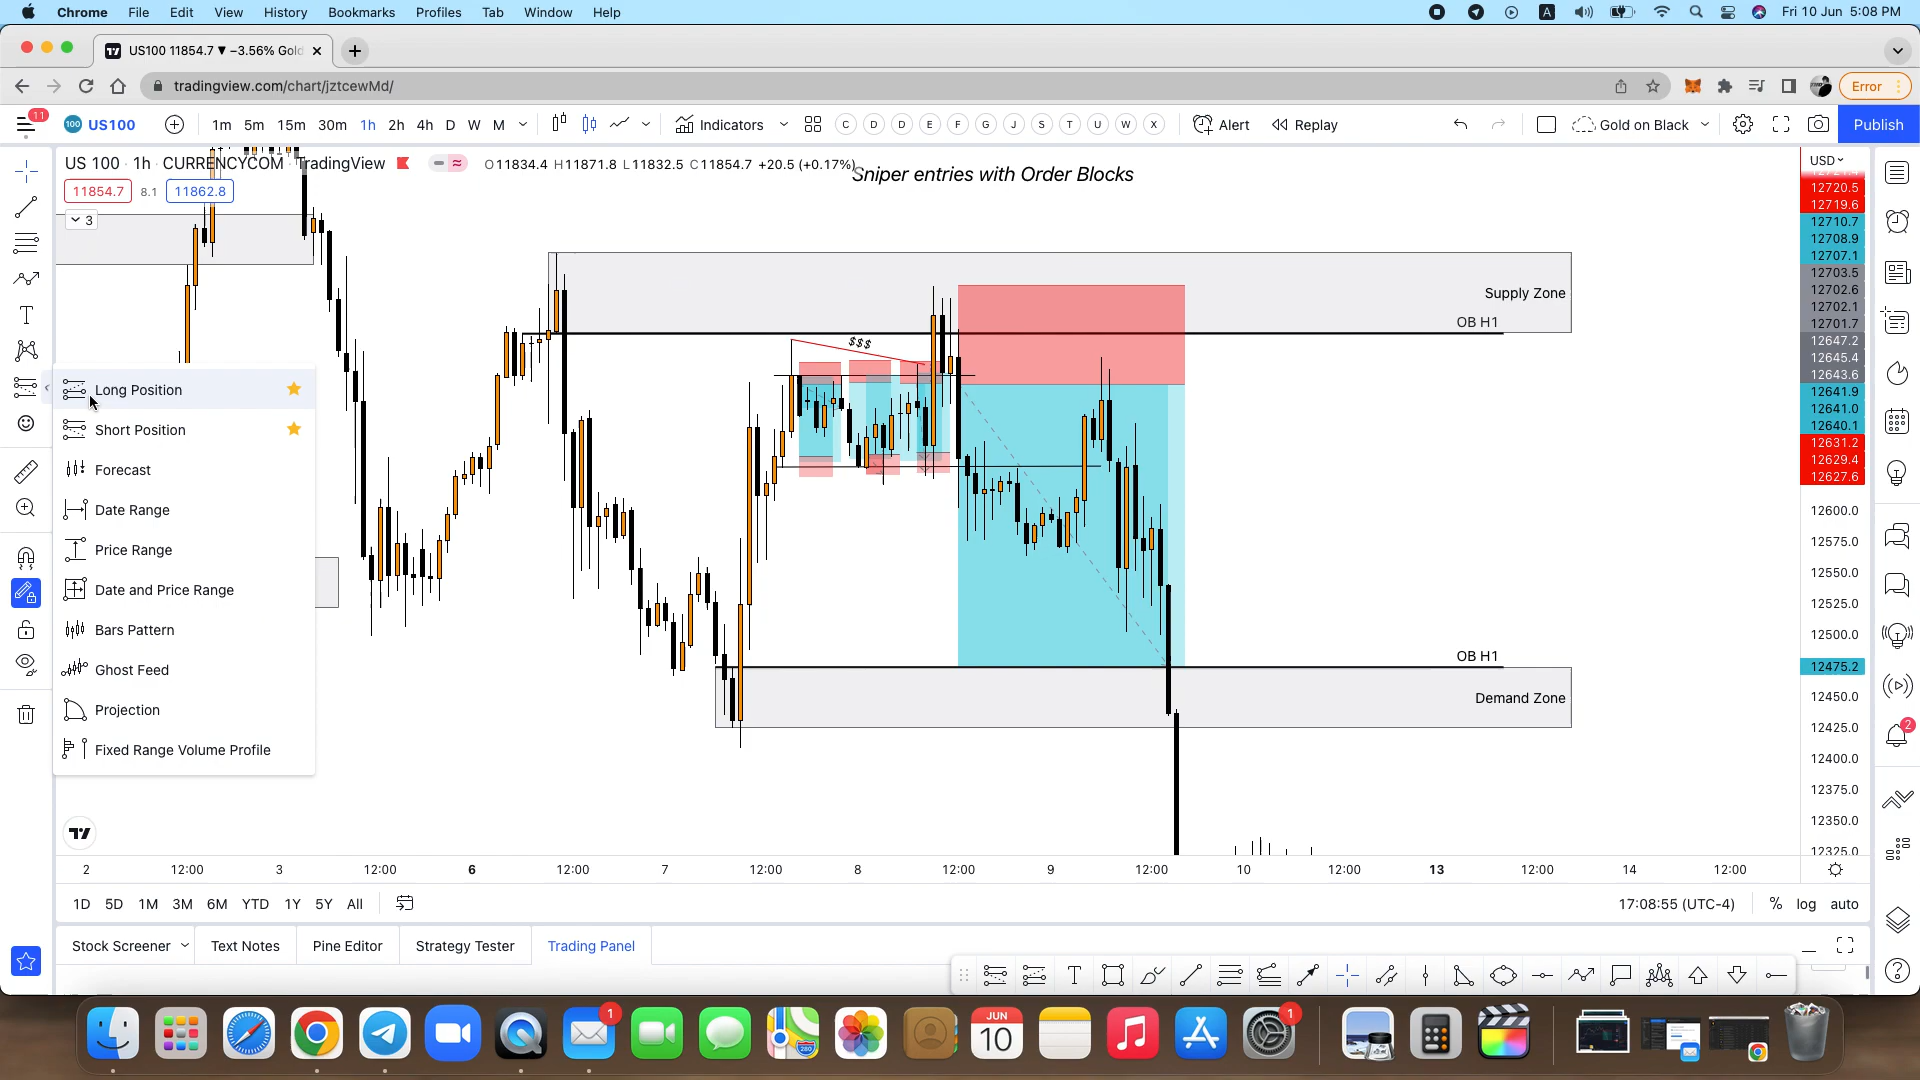 Chrome File Edit View History Bookmarks Profiles Tab Window Help A Fri 10 Jun 5:08 PM
US100 11854.7 ▼ −3.56% Gold
tradingview.com/chart/jztcewMd/ Error
11 100 US100 1m 5m 15m 30m 1h 2h 4h D W M Indicators C D D E F G J S T U W X Alert Replay Gold on Black Publish
US 100 · 1h · CURRENCYCOM · TradingView O11834.4 H11871.8 L11832.5 C11854.7 +20.5 (+0.17%)
Sniper entries with Order Blocks
11854.7 8.1 11862.8
3
Supply Zone
OB H1
$$$
Long Position
Short Position
Forecast
Date Range
Price Range
Date and Price Range
Bars Pattern
Ghost Feed
Projection
Fixed Range Volume Profile
OB H1
Demand Zone
USD
12720.5
12719.6
12710.7
12708.9
12707.1
12703.5
12702.6
12702.1
12701.7
12647.2
12645.4
12643.6
12641.9
12641.0
12640.1
12631.2
12629.4
12627.6
12600.0
12575.0
12550.0
12525.0
12500.0
12475.2
12450.0
12425.0
12400.0
12375.0
12350.0
12325.0
2
2 12:00 3 12:00 6 12:00 7 12:00 8 12:00 9 12:00 10 12:00 13 12:00 14 12:00
1D 5D 1M 3M 6M YTD 1Y 5Y All 17:08:55 (UTC-4) % log auto
Stock Screener Text Notes Pine Editor Strategy Tester Trading Panel
1 JUN 10 1
280